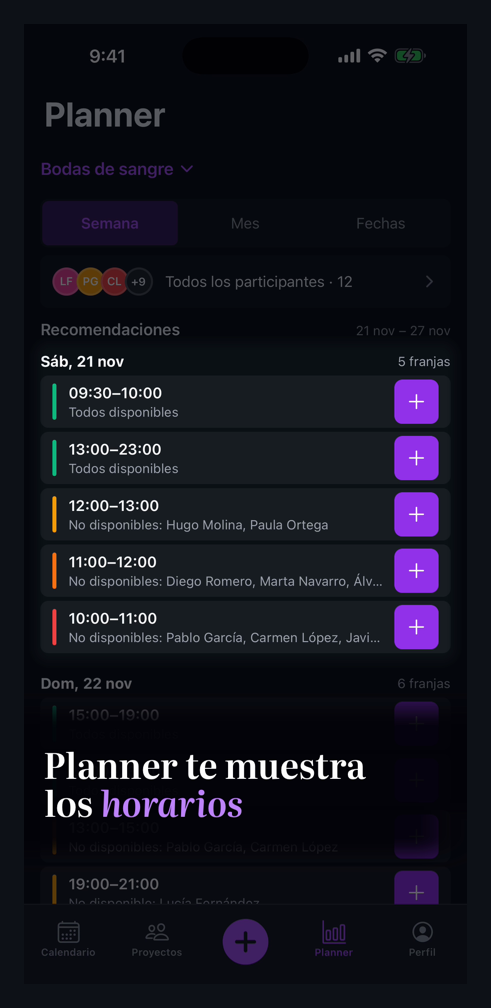 9:41
Planner
Bodas de sangre
Semana Mes Fechas
LF PG CL +9 Todos los participantes · 12
Recomendaciones 21 nov – 27 nov
Sáb, 21 nov 5 franjas
09:30–10:00
Todos disponibles
13:00–23:00
Todos disponibles
12:00–13:00
No disponibles: Hugo Molina, Paula Ortega
11:00–12:00
No disponibles: Diego Romero, Marta Navarro, Álv...
10:00–11:00
No disponibles: Pablo García, Carmen López, Javi...
Dom, 22 nov 6 franjas
15:00–19:00
Planner te muestra
los horarios
No disponibles: Pablo García, Carmen López
19:00–21:00
No disponible: Lucía Fernández
Calendario Proyectos Planner Perfil